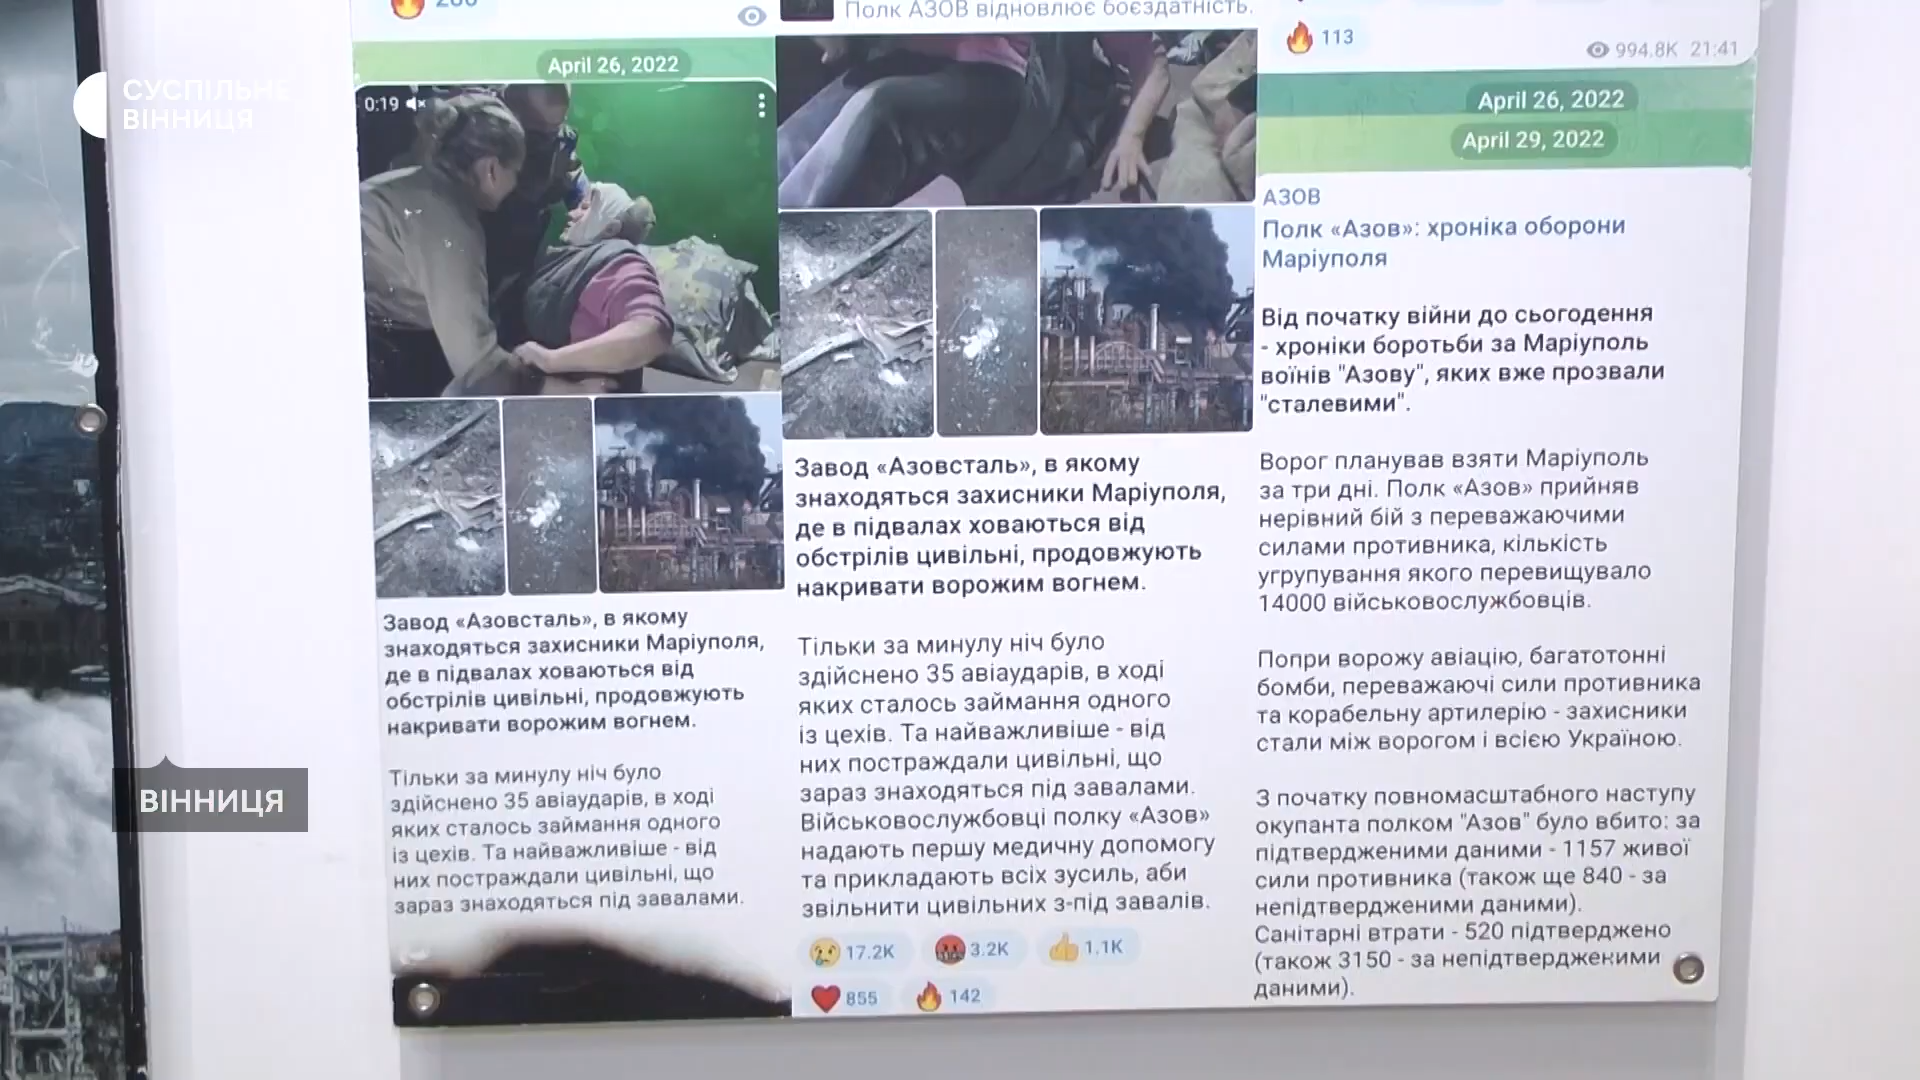 СУСПІЛЬНЕ
ВІННИЦЯ
ВІННИЦЯ
April 26, 2022
0:19
Завод «Азовсталь», в якому
знаходяться захисники Маріуполя,
де в підвалах ховаються від
обстрілів цивільні, продовжують
накривати ворожим вогнем.
Тільки за минулу ніч було
здійснено 35 авіаударів, в ході
яких сталось займання одного
із цехів. Та найважливіше - від
них постраждали цивільні, що
зараз знаходяться під завалами.
Полк АЗОВ відновлює боєздатність.
Завод «Азовсталь», в якому
знаходяться захисники Маріуполя,
де в підвалах ховаються від
обстрілів цивільні, продовжують
накривати ворожим вогнем.
Тільки за минулу ніч було
здійснено 35 авіаударів, в ході
яких сталось займання одного
із цехів. Та найважливіше - від
них постраждали цивільні, що
зараз знаходяться під завалами.
Військовослужбовці полку «Азов»
надають першу медичну допомогу
та прикладають всіх зусиль, аби
звільнити цивільних з-під завалів.
17.2K 3.2K 1.1K
855 142
113
994.8K 21:41
April 26, 2022
April 29, 2022
АЗОВ
Полк «Азов»: хроніка оборони
Маріуполя
Від початку війни до сьогодення
- хроніки боротьби за Маріуполь
воїнів "Азову", яких вже прозвали
"сталевими".
Ворог планував взяти Маріуполь
за три дні. Полк «Азов» прийняв
нерівний бій з переважаючими
силами противника, кількість
угрупування якого перевищувало
14000 військовослужбовців.
Попри ворожу авіацію, багатотонні
бомби, переважаючі сили противника
та корабельну артилерію - захисники
стали між ворогом і всією Україною.
З початку повномасштабного наступу
окупанта полком "Азов" було вбито: за
підтвердженими даними - 1157 живої
сили противника (також ще 840 - за
непідтвердженими даними).
Санітарні втрати - 520 підтверджено
(також 3150 - за непідтвердженими
даними).